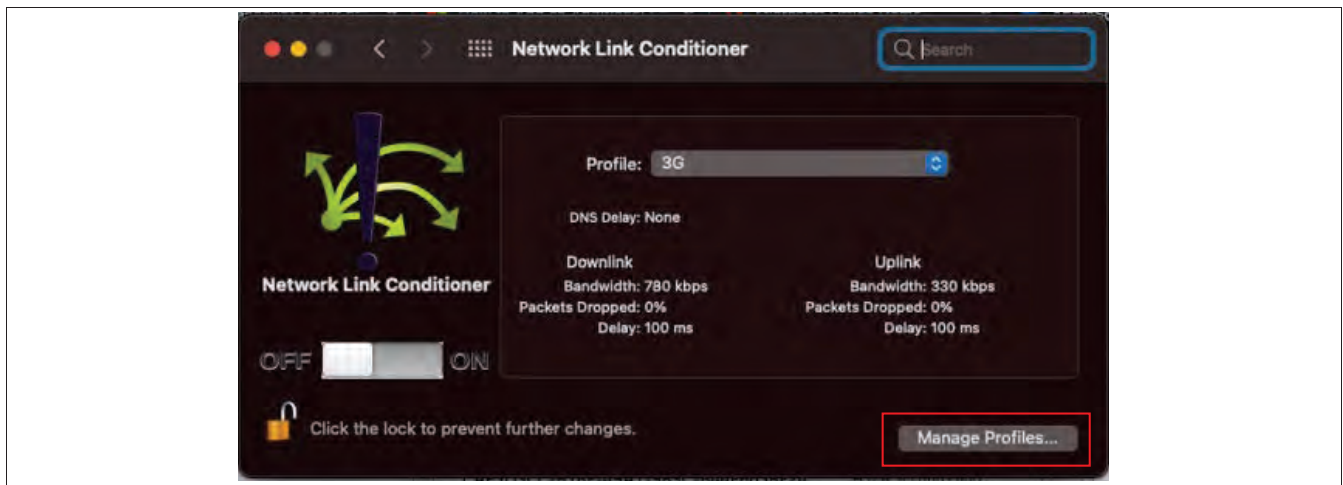 Network Link Conditioner
Search
Profile: 3G
DNS Delay: None
Downlink
Uplink
Bandwidth: 780 kbps
Bandwidth: 330 kbps
Packets Dropped: 0%
Packets Dropped: 0%
Delay: 100 ms
Delay: 100 ms
Network Link Conditioner
OFF ON
Click the lock to prevent further changes.
Manage Profiles...